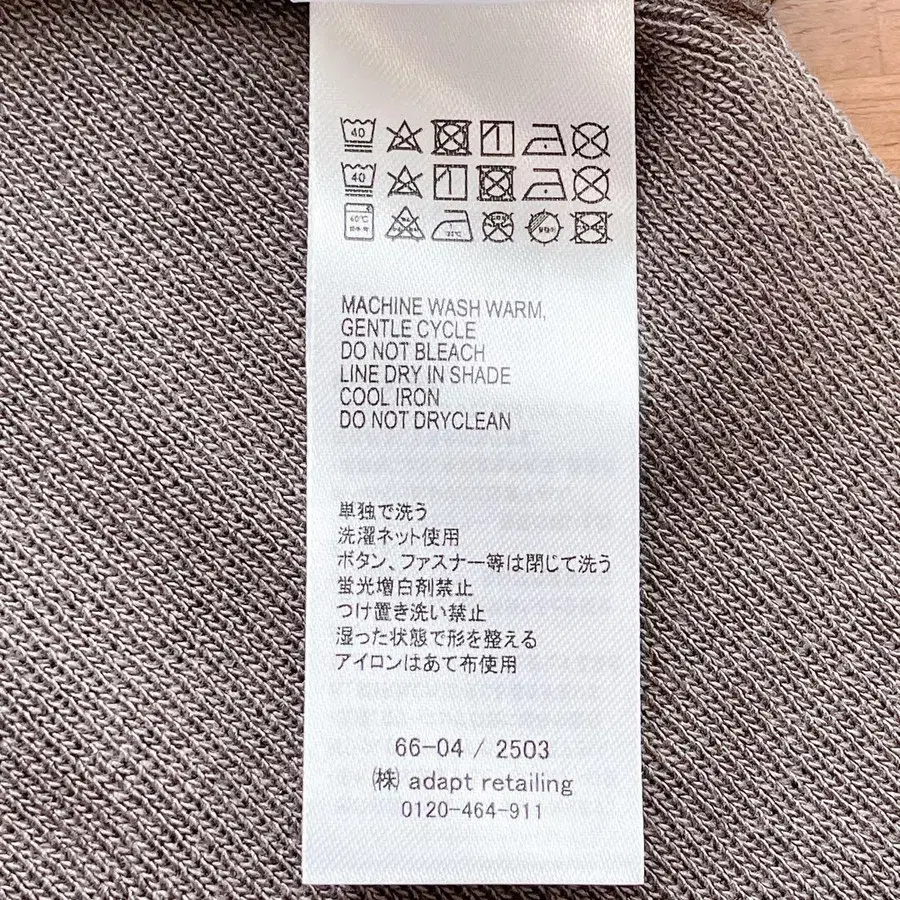 40
40
40℃
MACHINE WASH WARM,
GENTLE CYCLE
DO NOT BLEACH
LINE DRY IN SHADE
COOL IRON
DO NOT DRYCLEAN
単独で洗う
洗濯ネット使用
ボタン、ファスナー等は閉じて洗う
蛍光増白剤禁止
つけ置き洗い禁止
湿った状態で形を整える
アイロンはあて布使用
66-04 / 2503
㈱ adapt retailing
0120-464-911